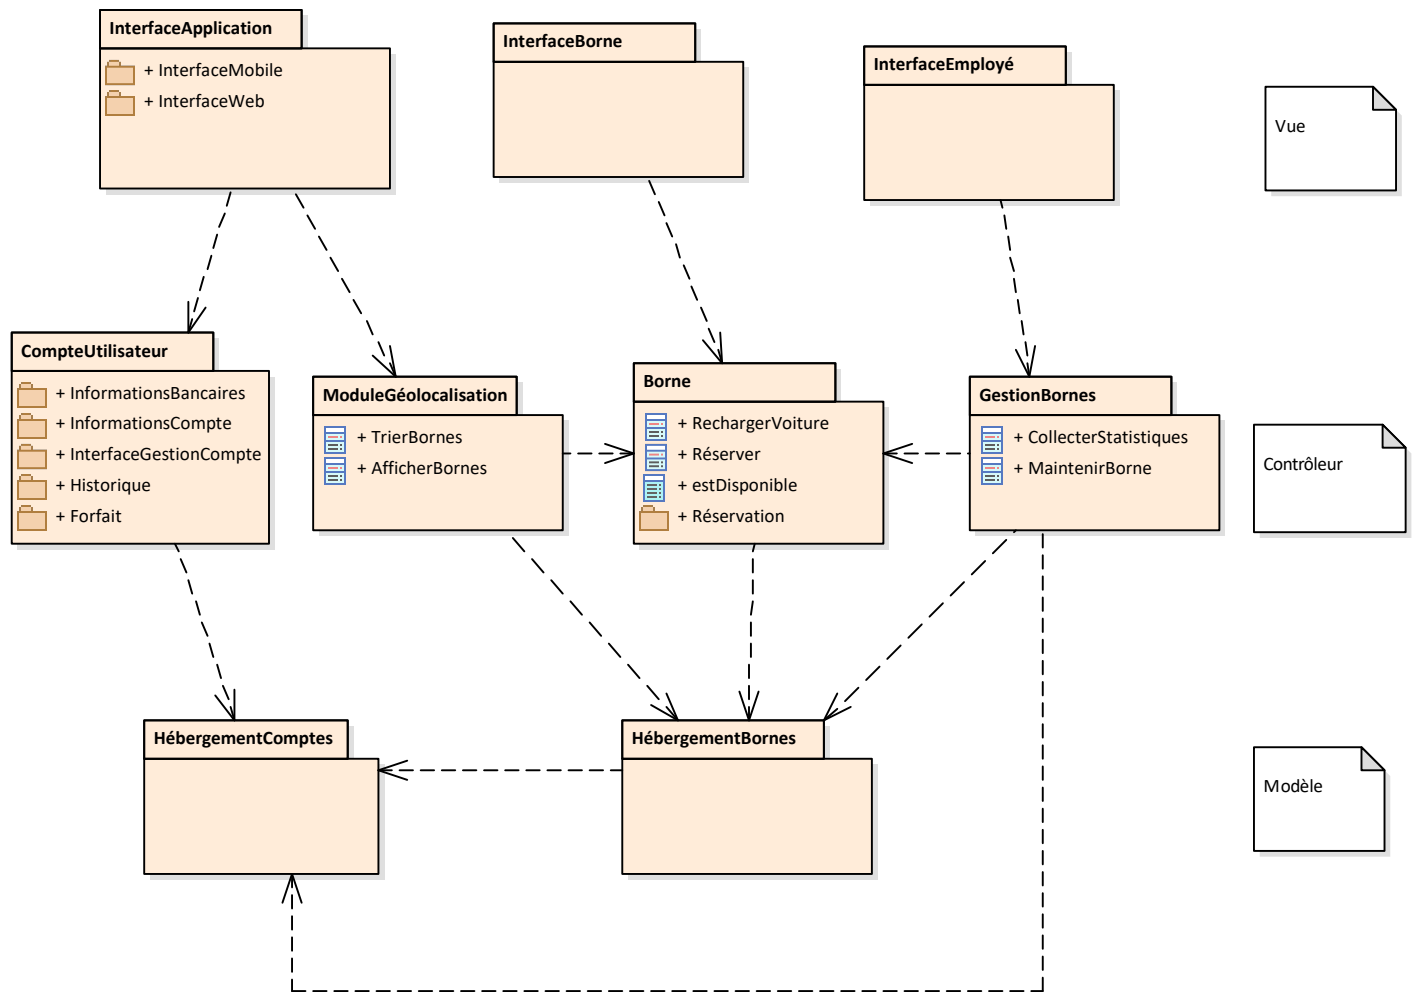 InterfaceApplication
+ InterfaceMobile
+ InterfaceWeb
InterfaceBorne
InterfaceEmployé
Vue
CompteUtilisateur
+ InformationsBancaires
+ InformationsCompte
+ InterfaceGestionCompte
+ Historique
+ Forfait
ModuleGéolocalisation
+ TrierBornes
+ AfficherBornes
Borne
+ RechargerVoiture
+ Réserver
+ estDisponible
+ Réservation
GestionBornes
+ CollecterStatistiques
+ MaintenirBorne
Contrôleur
HébergementComptes
HébergementBornes
Modèle